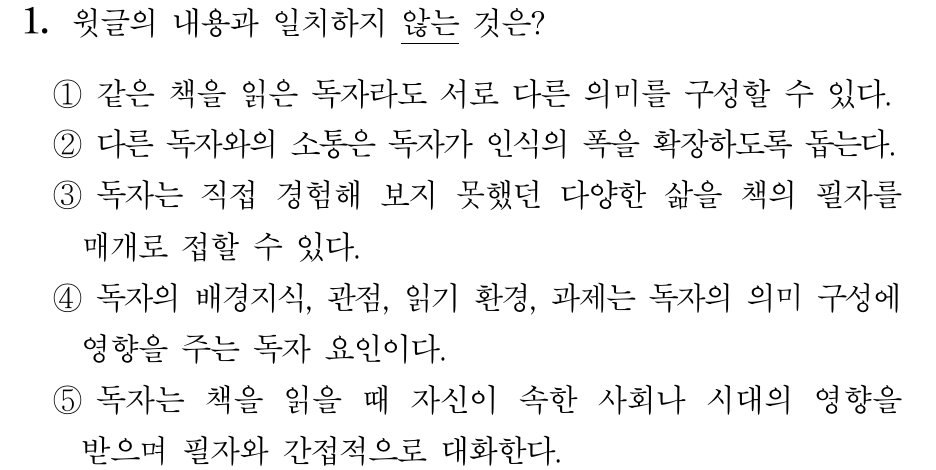 1. 윗글의 내용과 일치하지 않는 것은?
① 같은 책을 읽은 독자라도 서로 다른 의미를 구성할 수 있다.
② 다른 독자와의 소통은 독자가 인식의 폭을 확장하도록 돕는다.
③ 독자는 직접 경험해 보지 못했던 다양한 삶을 책의 필자를
매개로 접할 수 있다.
④ 독자의 배경지식, 관점, 읽기 환경, 과제는 독자의 의미 구성에
영향을 주는 독자 요인이다.
⑤ 독자는 책을 읽을 때 자신이 속한 사회나 시대의 영향을
받으며 필자와 간접적으로 대화한다.